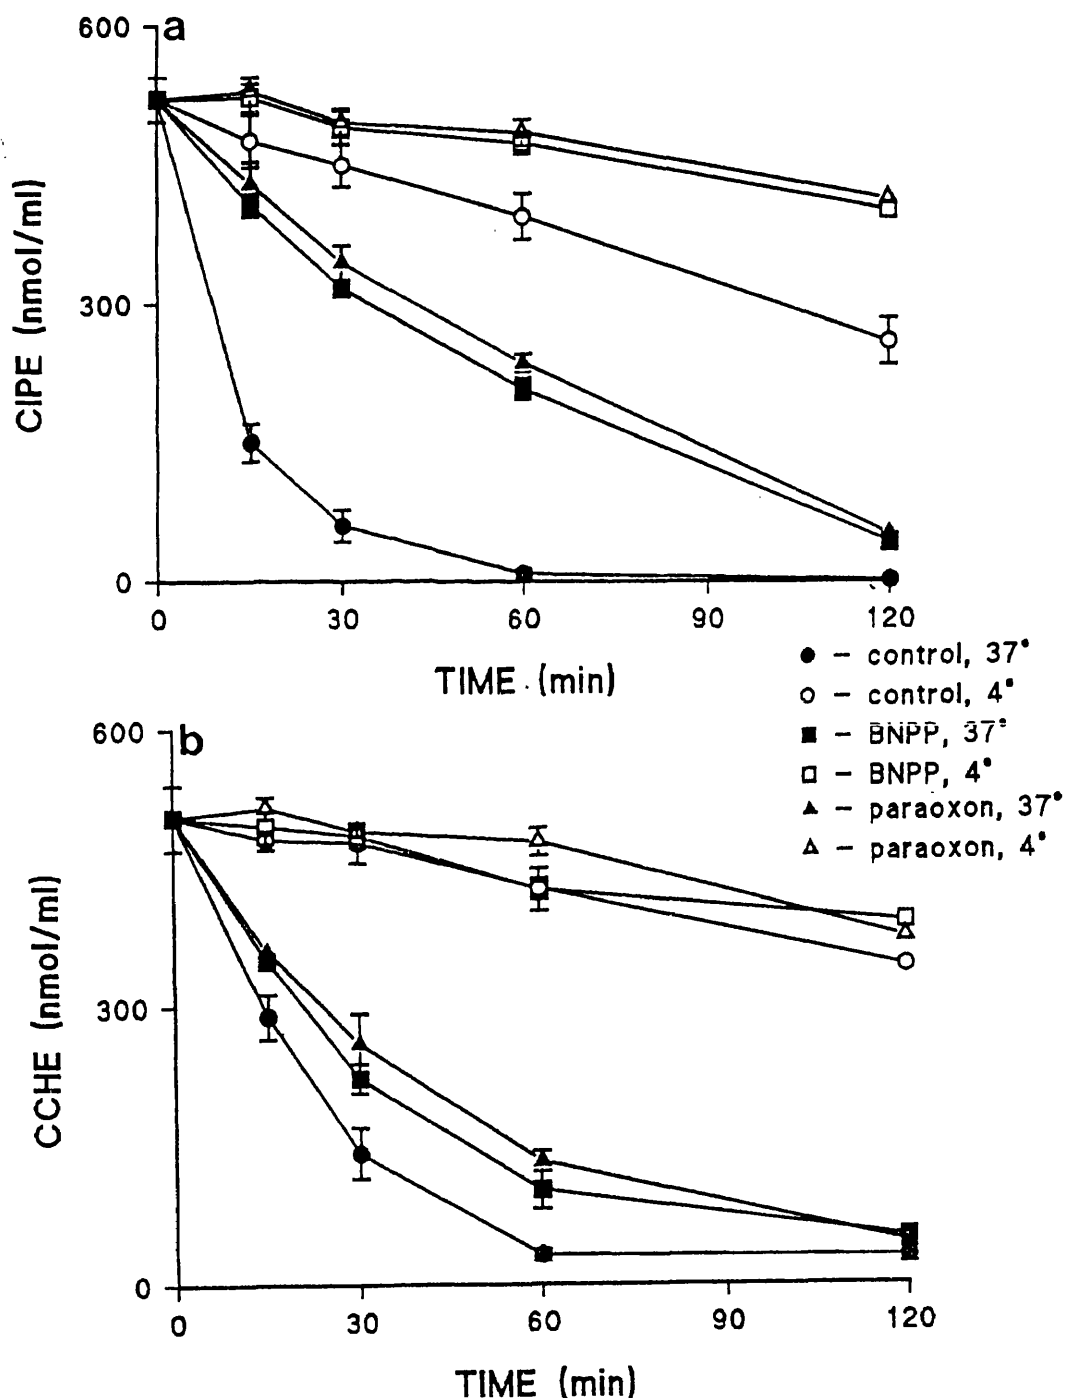 600
a
300
0
CIPE (nmol/ml)
0 30 60 90 120
TIME (min)
● – control, 37°
○ – control, 4°
■ – BNPP, 37°
□ – BNPP, 4°
▲ – paraoxon, 37°
△ – paraoxon, 4°
600
b
300
0
CCHE (nmol/ml)
0 30 60 90 120
TIME (min)